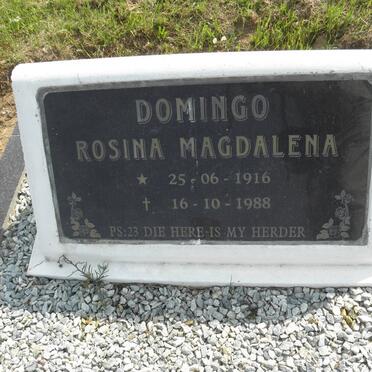 DOMINGO
ROSINA MAGDALENA
★ 25-06-1916
† 16-10-1988
PS:23 DIE HERE IS MY HERDER